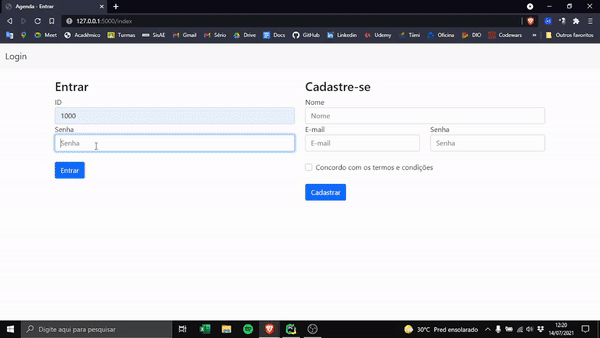 Agenda - Entrar
127.0.0.1:5000/index
Meet
Acadêmico
Turmas
SisAE
Gmail
Sério
Drive
Docs
GitHub
Linkedin
Udemy
Oficina
DIO
Codewars
Outros favoritos
Login
Entrar
Cadastre-se
ID
Nome
1000
Nome
Senha
E-mail
Senha
Senha
E-mail
Senha
Concordo com os termos e condições
Entrar
Cadastrar
Digite aqui para pesquisar
30°C Pred ensolarado
12:20
14/07/2021